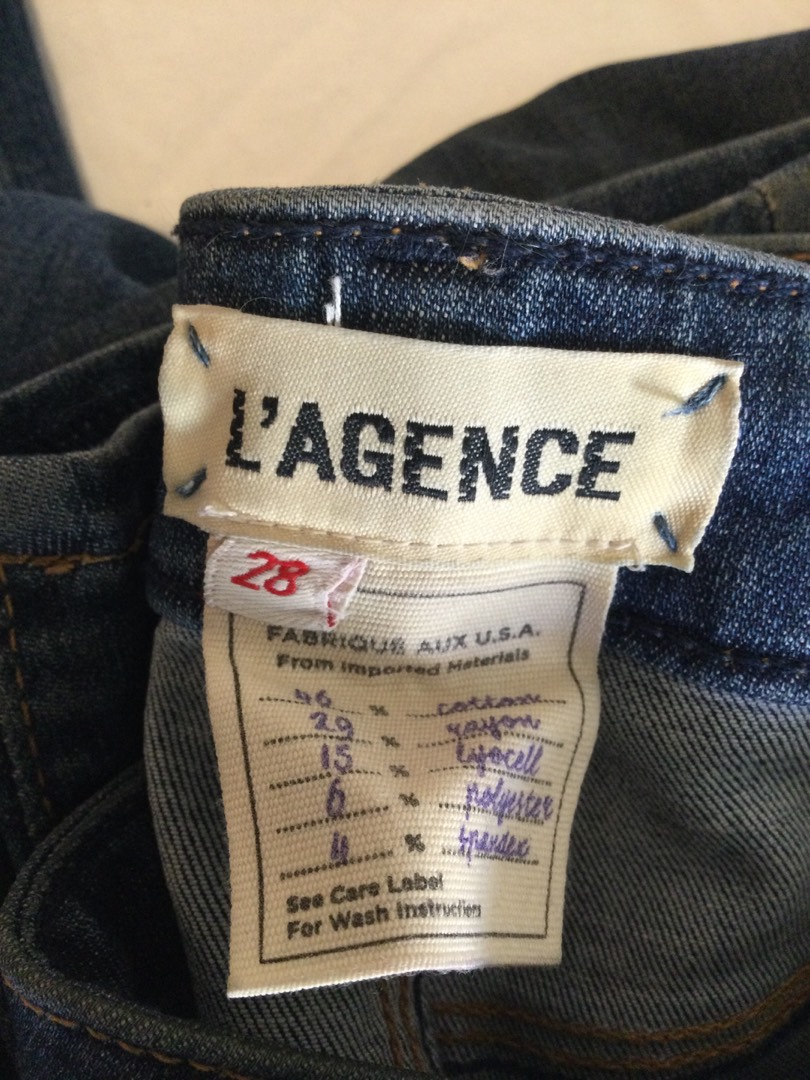 L'AGENCE
28
FABRIQUE AUX U.S.A.
From Imported Materials
46 % cotton
29 % rayon
15 % lyocell
6 % polyester
4 % spandex
See Care Label
For Wash Instructions